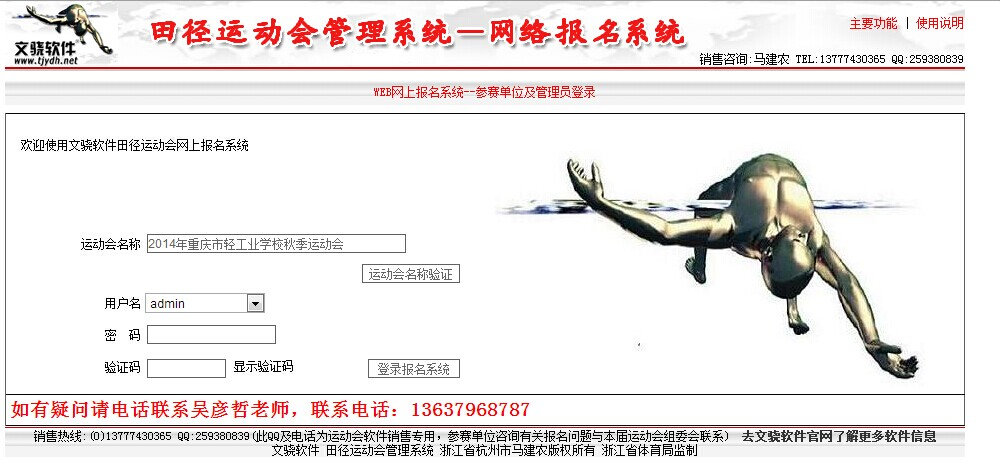 文骁软件
www.tjydh.net
田径运动会管理系统—网络报名系统
主要功能 | 使用说明
销售咨询:马建农 TEL:13777430365 QQ:259380839
WEB网上报名系统--参赛单位及管理员登录
欢迎使用文骁软件田径运动会网上报名系统
运动会名称 2014年重庆市轻工业学校秋季运动会
运动会名称验证
用户名 admin
密 码
验证码 显示验证码 登录报名系统
如有疑问请电话联系吴彦哲老师，联系电话：13637968787
销售热线:(0)13777430365 QQ:259380839(此QQ及电话为运动会软件销售专用，参赛单位咨询有关报名问题与本届运动会组委会联系) 去文骁软件官网了解更多软件信息
文骁软件 田径运动会管理系统 浙江省杭州市马建农版权所有 浙江省体育局监制